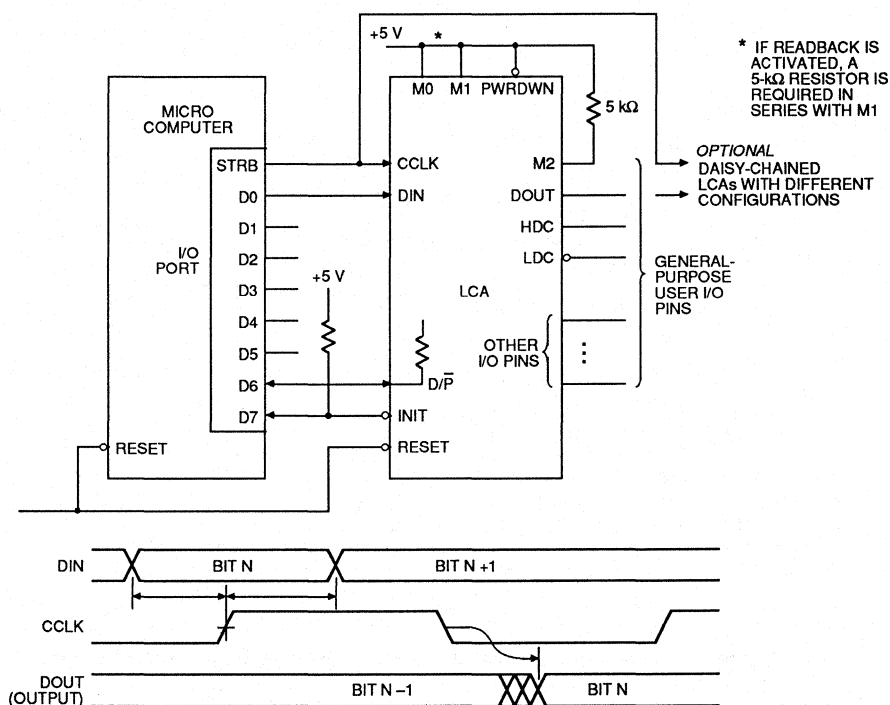 +5 V
*
* IF READBACK IS
ACTIVATED, A
5-kΩ RESISTOR IS
REQUIRED IN
SERIES WITH M1
M0
M1
PWRDWN
5 kΩ
MICRO
COMPUTER
STRB
CCLK
M2
OPTIONAL
DAISY-CHAINED
LCAs WITH DIFFERENT
CONFIGURATIONS
D0
DIN
DOUT
D1
HDC
I/O
PORT
D2
LDC
GENERAL-
PURPOSE
USER I/O
PINS
+5 V
D3
LCA
D4
D5
OTHER
I/O PINS
D6
D/P̅
D7
INIT
RESET
RESET
DIN
BIT N
BIT N +1
CCLK
DOUT
(OUTPUT)
BIT N –1
BIT N